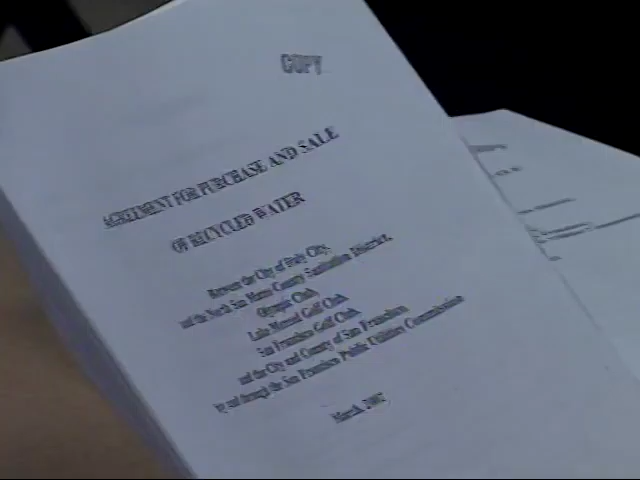 COPY
AGREEMENT FOR PURCHASE AND SALE
OF RECYCLED WATER
Between the City of Daly City,
and the North San Mateo County Sanitation District,
Olympic Club
Lake Merced Golf Club
San Francisco Golf Club
and the City and County of San Francisco
by and through the San Francisco Public Utilities Commission
March